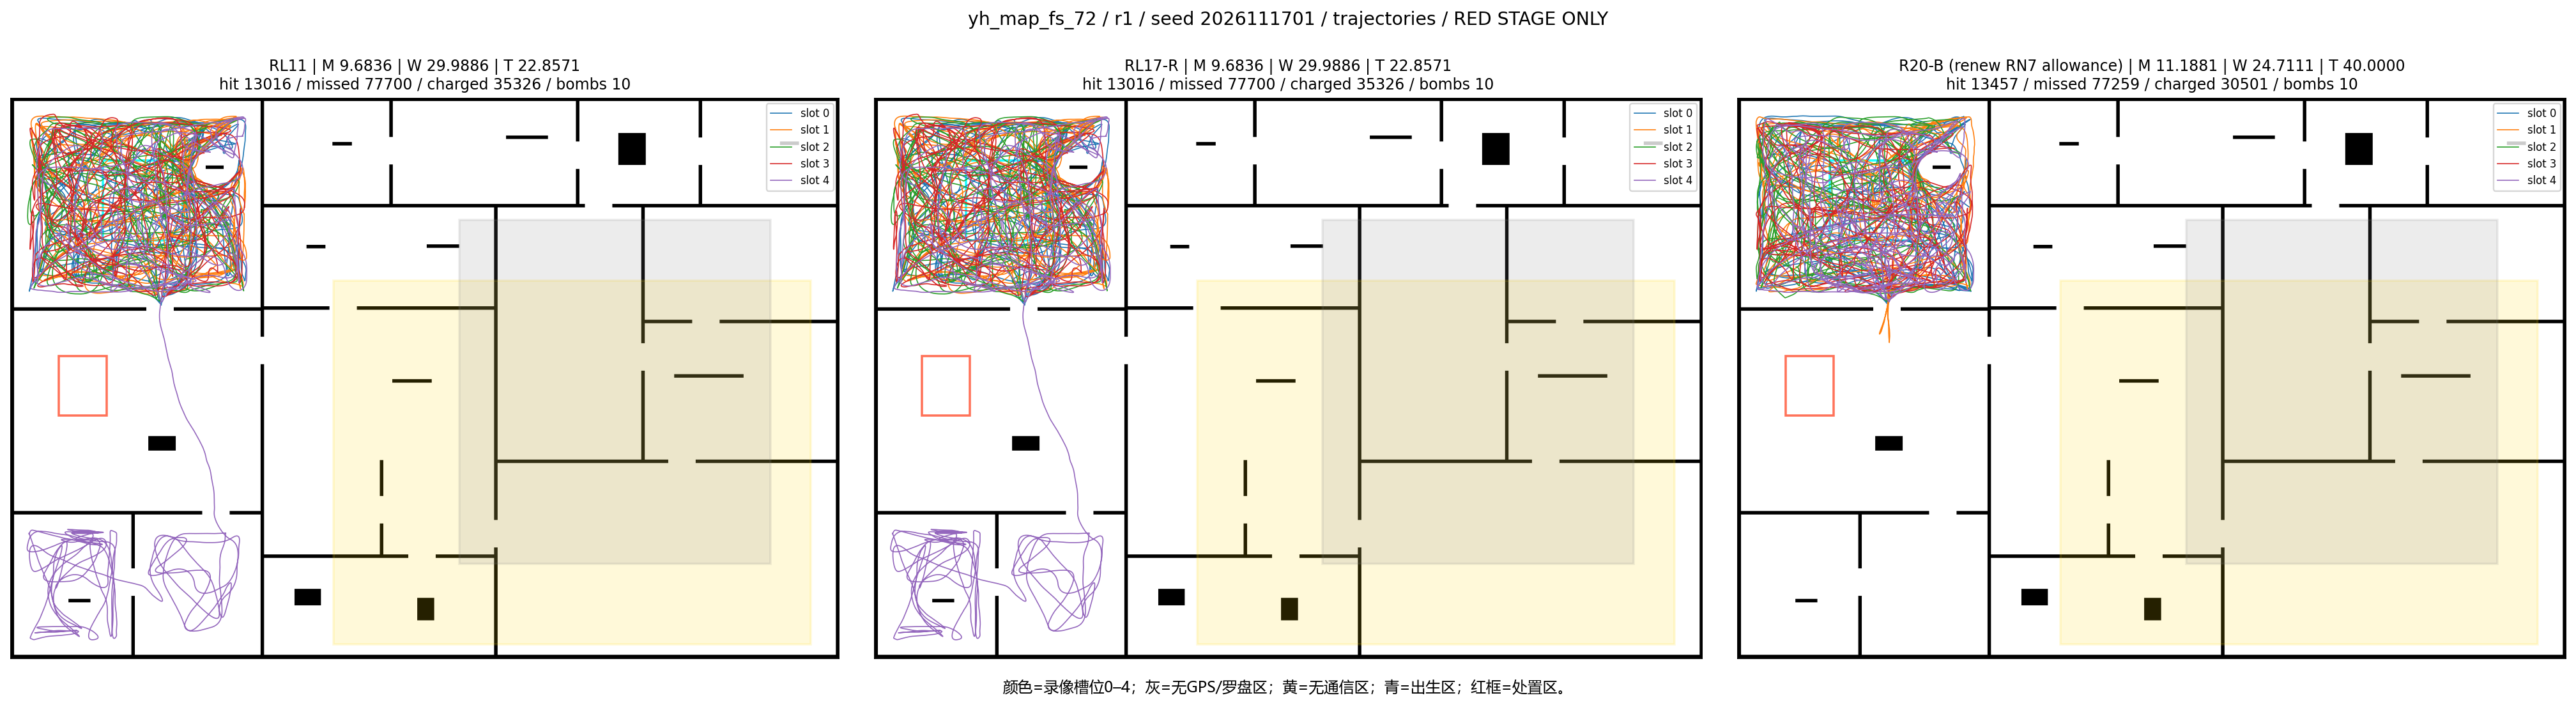 yh_map_fs_72 / r1 / seed 2026111701 / trajectories / RED STAGE ONLY
RL11 | M 9.6836 | W 29.9886 | T 22.8571
hit 13016 / missed 77700 / charged 35326 / bombs 10
slot 0
slot 1
slot 2
slot 3
slot 4
RL17-R | M 9.6836 | W 29.9886 | T 22.8571
hit 13016 / missed 77700 / charged 35326 / bombs 10
slot 0
slot 1
slot 2
slot 3
slot 4
R20-B (renew RN7 allowance) | M 11.1881 | W 24.7111 | T 40.0000
hit 13457 / missed 77259 / charged 30501 / bombs 10
slot 0
slot 1
slot 2
slot 3
slot 4
颜色=录像槽位0–4；灰=无GPS/罗盘区；黄=无通信区；青=出生区；红框=处置区。